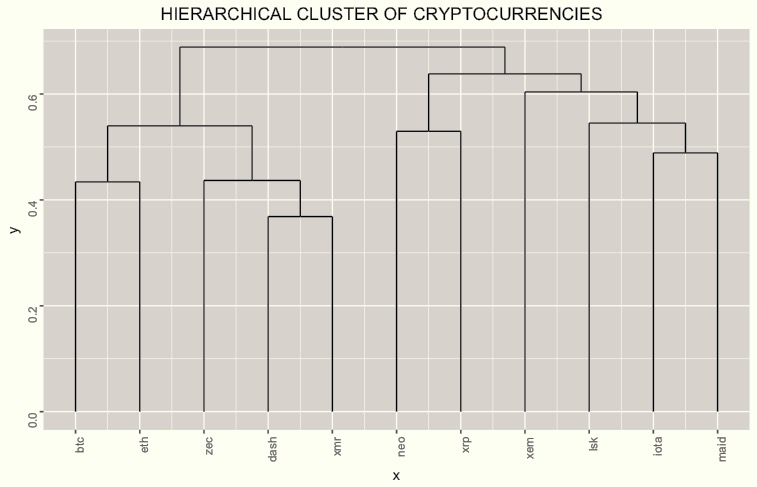 HIERARCHICAL CLUSTER OF CRYPTOCURRENCIES
y
0.6
0.4
0.2
0.0
btc eth zec dash xmr neo xrp xem lsk iota maid
x